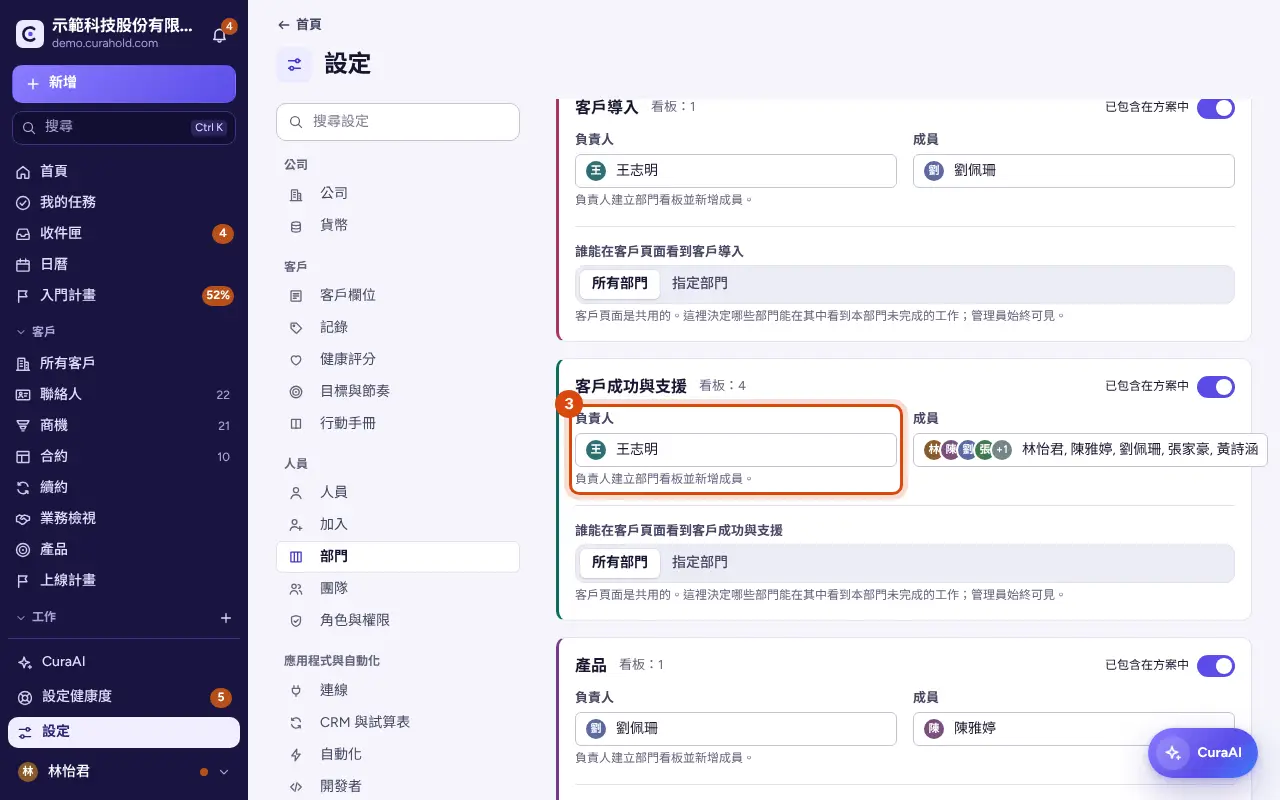 示範科技股份有限...
demo.curahold.com
4
新增
搜尋
Ctrl K
首頁
我的任務
收件匣
4
日曆
入門計畫
52%
客戶
所有客戶
聯絡人
22
商機
21
合約
10
續約
業務檢視
產品
上線計畫
工作
CuraAI
設定健康度
5
設定
林
林怡君
首頁
設定
搜尋設定
公司
公司
貨幣
客戶
客戶欄位
記錄
健康評分
目標與節奏
行動手冊
人員
人員
加入
部門
團隊
角色與權限
應用程式與自動化
連線
CRM 與試算表
自動化
開發者
客戶導入
看板：1
已包含在方案中
負責人
成員
王
王志明
劉
劉佩珊
負責人建立部門看板並新增成員。
誰能在客戶頁面看到客戶導入
所有部門
指定部門
客戶頁面是共用的。這裡決定哪些部門能在其中看到本部門未完成的工作；管理員始終可見。
客戶成功與支援
看板：4
已包含在方案中
3
負責人
成員
王
王志明
林
陳
劉
張
+1
林怡君, 陳雅婷, 劉佩珊, 張家豪, 黃詩涵
負責人建立部門看板並新增成員。
誰能在客戶頁面看到客戶成功與支援
所有部門
指定部門
客戶頁面是共用的。這裡決定哪些部門能在其中看到本部門未完成的工作；管理員始終可見。
產品
看板：1
已包含在方案中
負責人
成員
劉
劉佩珊
陳
陳雅婷
負責人建立部門看板並新增成員。
CuraAI